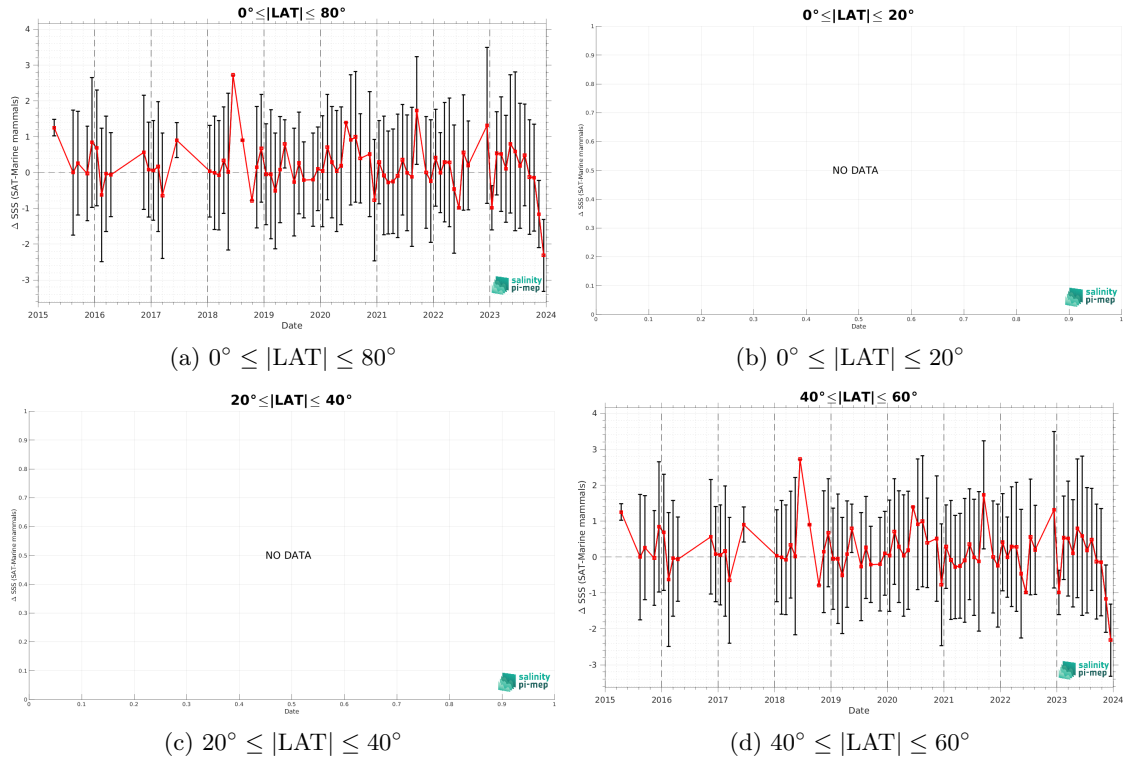 0°≤|LAT|≤ 80°
4
3
2
1
0
-1
-2
-3
Δ SSS (SAT-Marine mammals)
2015 2016 2017 2018 2019 2020 2021 2022 2023 2024
Date
salinity
pi-mep
(a) 0° ≤ |LAT| ≤ 80°
0°≤|LAT|≤ 20°
1
0.9
0.8
0.7
0.6
0.5
0.4
0.3
0.2
0.1
0
Δ SSS (SAT-Marine mammals)
NO DATA
0 0.1 0.2 0.3 0.4 0.5 0.6 0.7 0.8 0.9 1
Date
salinity
pi-mep
(b) 0° ≤ |LAT| ≤ 20°
20°≤|LAT|≤ 40°
1
0.9
0.8
0.7
0.6
0.5
0.4
0.3
0.2
0.1
0
Δ SSS (SAT-Marine mammals)
NO DATA
0 0.1 0.2 0.3 0.4 0.5 0.6 0.7 0.8 0.9 1
Date
salinity
pi-mep
(c) 20° ≤ |LAT| ≤ 40°
40°≤|LAT|≤ 60°
4
3
2
1
0
-1
-2
-3
Δ SSS (SAT-Marine mammals)
2015 2016 2017 2018 2019 2020 2021 2022 2023 2024
Date
salinity
pi-mep
(d) 40° ≤ |LAT| ≤ 60°